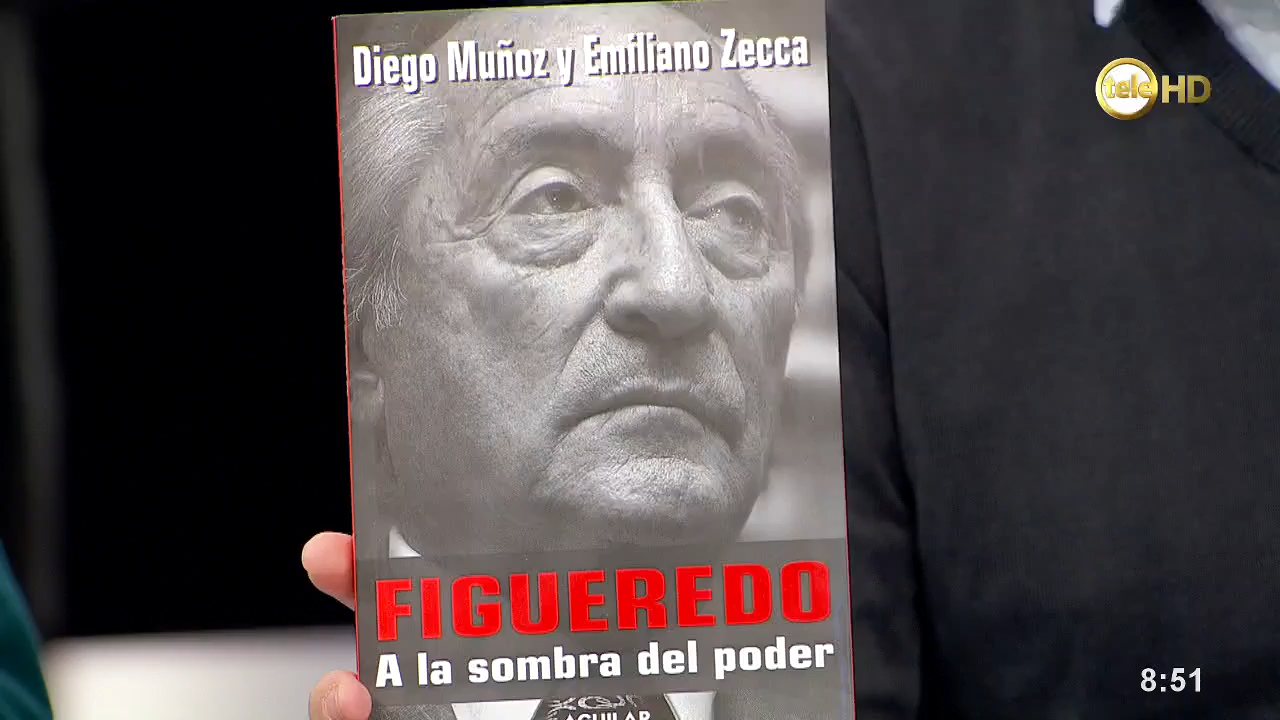 Diego Muñoz y Emiliano Zecca
tele HD
FIGUEREDO
A la sombra del poder
AGUILAR
8:51